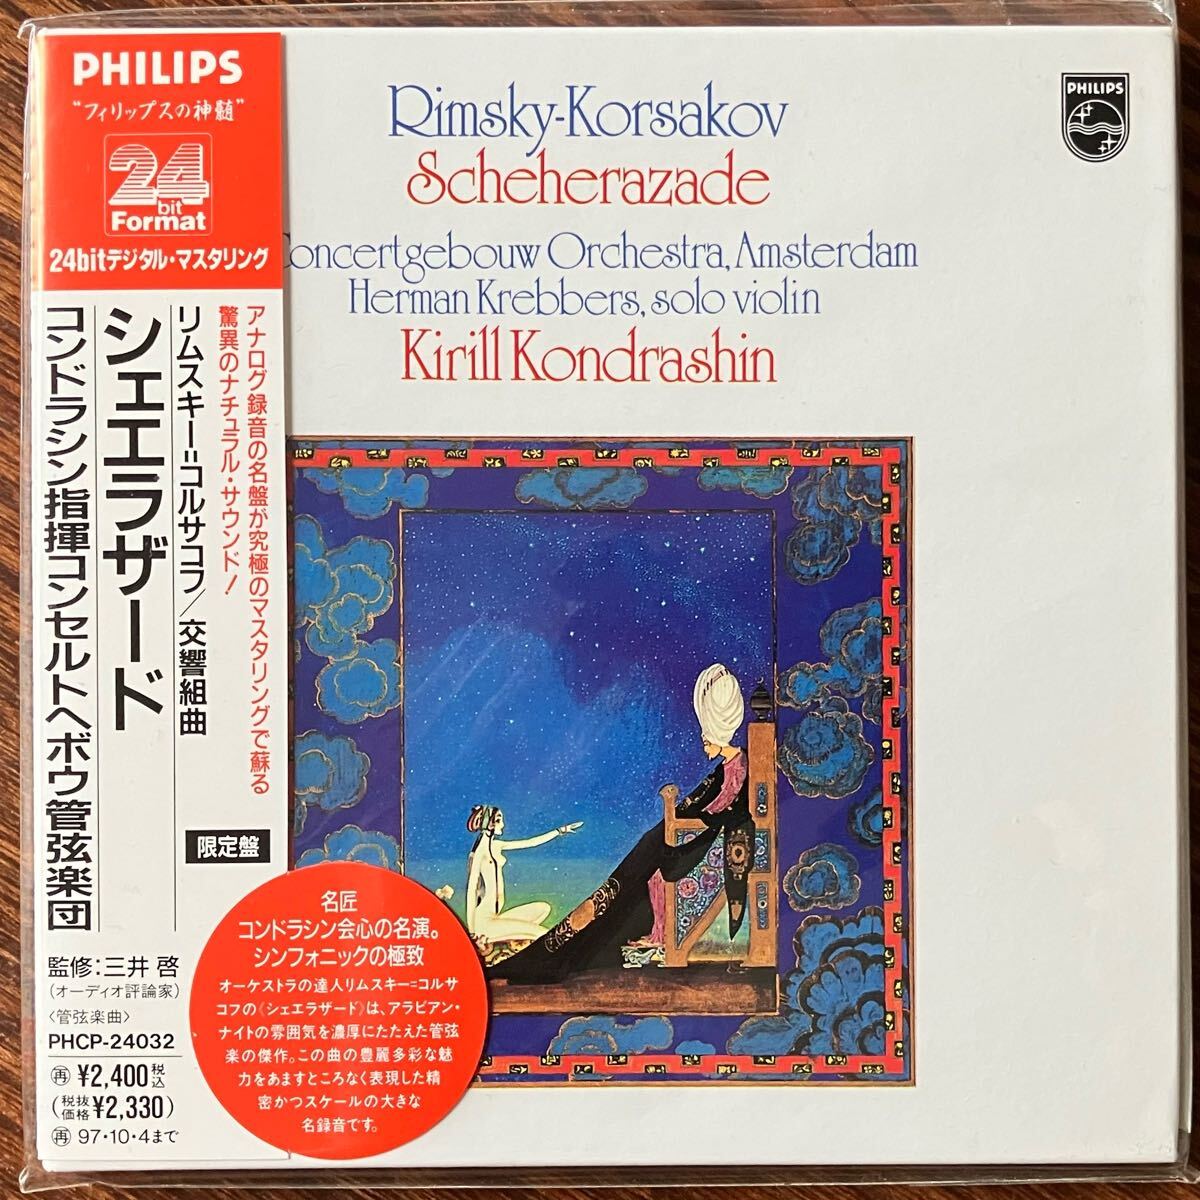 PHILIPS
“フィリップスの神髄”
24
bit
Format
24bitデジタル・マスタリング
アナログ録音の名盤が究極のマスタリングで蘇る
驚異のナチュラル・サウンド!
リムスキー=コルサコフ/交響組曲
シェエラザード
コンドラシン指揮コンセルトヘボウ管弦楽団
限定盤
監修:三井 啓
(オーディオ評論家)
〈管弦楽曲〉
PHCP-24032
再 ¥2,400税込
(税抜価格¥2,330)
再 97・10・4まで
名匠
コンドラシン会心の名演。
シンフォニックの極致
オーケストラの達人リムスキー=コルサ
コフの《シェエラザード》は、アラビアン・
ナイトの雰囲気を濃厚にたたえた管弦
楽の傑作。この曲の豊麗多彩な魅
力をあますところなく表現した精
密かつスケールの大きな
名録音です。
Rimsky-Korsakov
Scheherazade
Concertgebouw Orchestra, Amsterdam
Herman Krebbers, solo violin
Kirill Kondrashin
PHILIPS